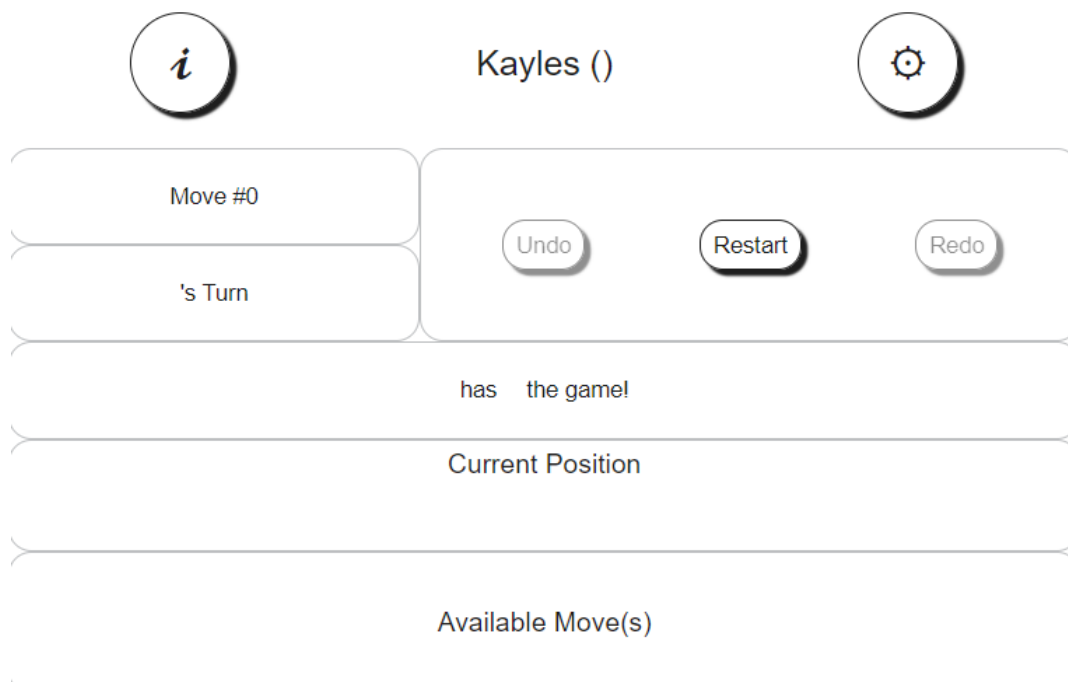 i
Kayles ()
Move #0
Undo
Restart
Redo
's Turn
has the game!
Current Position
Available Move(s)